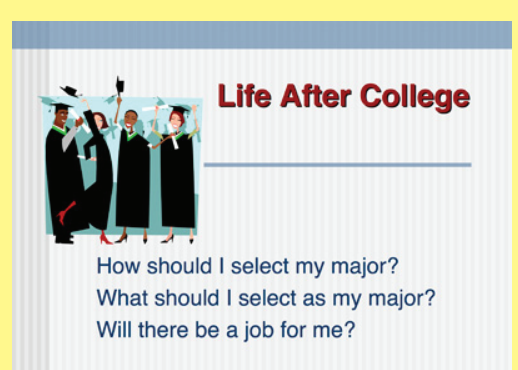 Life After College
How should I select my major?
What should I select as my major?
Will there be a job for me?